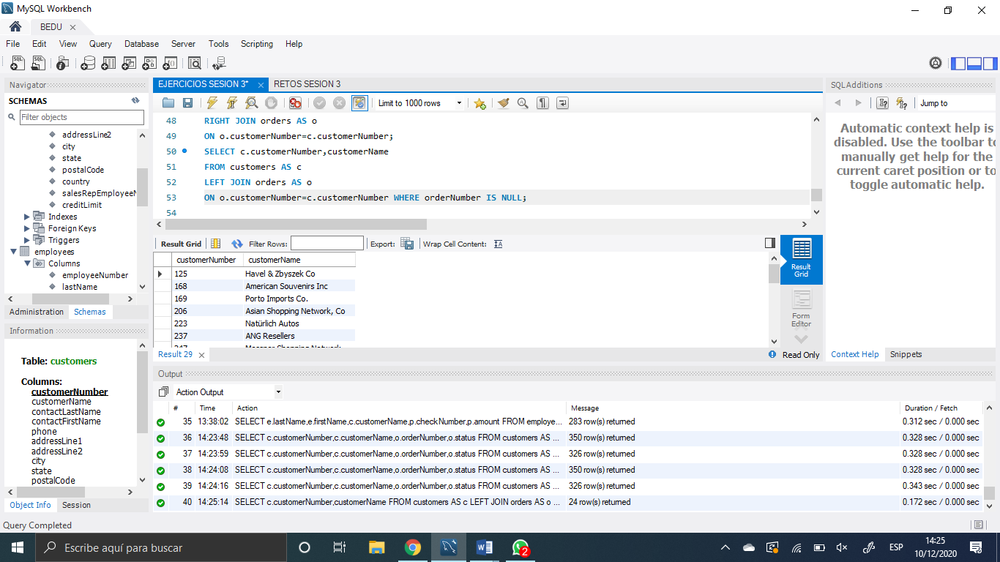 MySQL Workbench
BEDU
File Edit View Query Database Server Tools Scripting Help
Navigator
SCHEMAS
Filter objects
addressLine2
city
state
postalCode
country
salesRepEmployeeN
creditLimit
Indexes
Foreign Keys
Triggers
employees
Columns
employeeNumber
lastName
Administration Schemas
Information
Table: customers
Columns:
customerNumber
customerName
contactLastName
contactFirstName
phone
addressLine1
addressLine2
city
state
postalCode
Object Info Session
EJERCICIOS SESION 3* RETOS SESION 3
Limit to 1000 rows
48 RIGHT JOIN orders AS o
49 ON o.customerNumber=c.customerNumber;
50 SELECT c.customerNumber,customerName
51 FROM customers AS c
52 LEFT JOIN orders AS o
53 ON o.customerNumber=c.customerNumber WHERE orderNumber IS NULL;
54
Result Grid Filter Rows: Export: Wrap Cell Content:
customerNumber customerName
125 Havel & Zbyszek Co
168 American Souvenirs Inc
169 Porto Imports Co.
206 Asian Shopping Network, Co
223 Natürlich Autos
237 ANG Resellers
Result Grid
Form Editor
Result 29 Read Only
SQLAdditions
Jump to
Automatic context help is
disabled. Use the toolbar to
manually get help for the
current caret position or to
toggle automatic help.
Context Help Snippets
Output
Action Output
# Time Action Message Duration / Fetch
35 13:38:02 SELECT e.lastName,e.firstName,c.customerName,p.checkNumber,p.amount FROM employe... 283 row(s) returned 0.312 sec / 0.000 sec
36 14:23:48 SELECT c.customerNumber,c.customerName,o.orderNumber,o.status FROM customers AS ... 350 row(s) returned 0.328 sec / 0.000 sec
37 14:23:59 SELECT c.customerNumber,c.customerName,o.orderNumber,o.status FROM customers AS ... 326 row(s) returned 0.328 sec / 0.000 sec
38 14:24:08 SELECT c.customerNumber,c.customerName,o.orderNumber,o.status FROM customers AS ... 350 row(s) returned 0.328 sec / 0.000 sec
39 14:24:16 SELECT c.customerNumber,c.customerName,o.orderNumber,o.status FROM customers AS ... 326 row(s) returned 0.343 sec / 0.000 sec
40 14:25:14 SELECT c.customerNumber,customerName FROM customers AS c LEFT JOIN orders AS o ... 24 row(s) returned 0.172 sec / 0.000 sec
Query Completed
Escribe aquí para buscar
2
ESP
14:25
10/12/2020